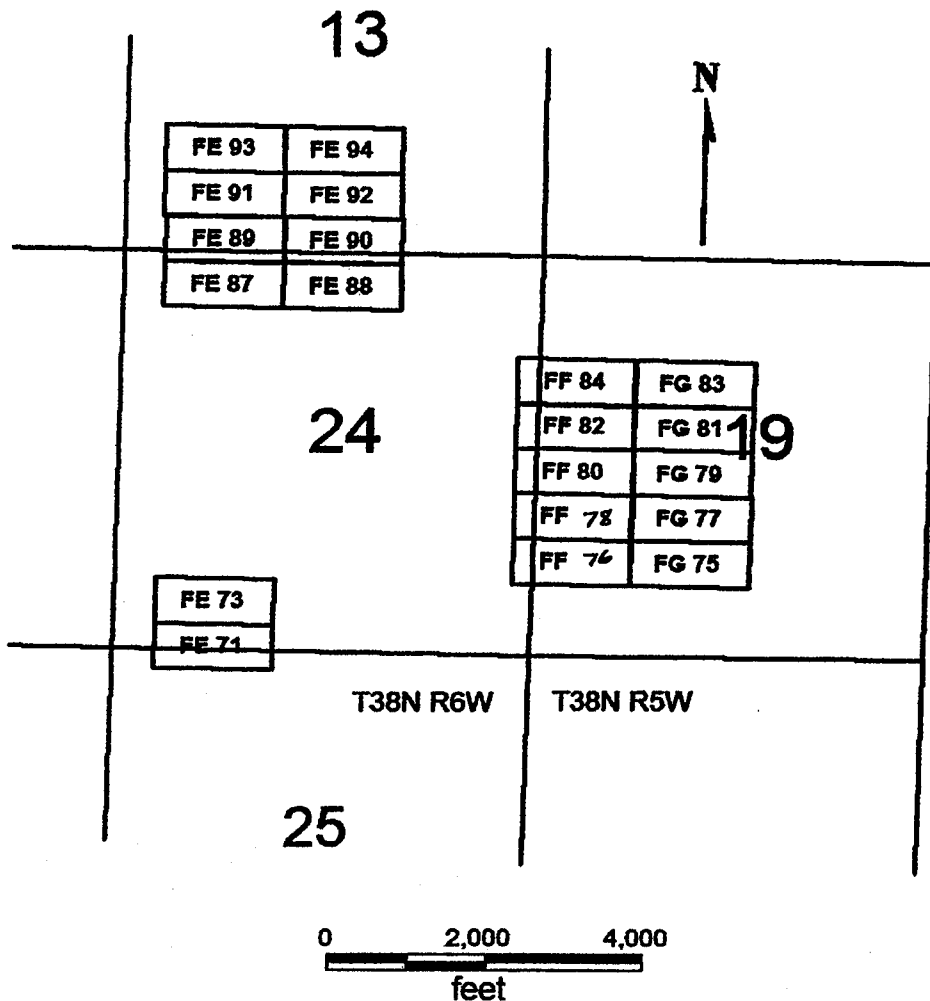 13
N
FE 93 FE 94
FE 91 FE 92
FE 89 FE 90
FE 87 FE 88
FF 84 FG 83
24 FF 82 FG 81 19
FF 80 FG 79
FF 78 FG 77
FF 76 FG 75
FE 73
FE 71
T38N R6W T38N R5W
25
0 2,000 4,000
feet